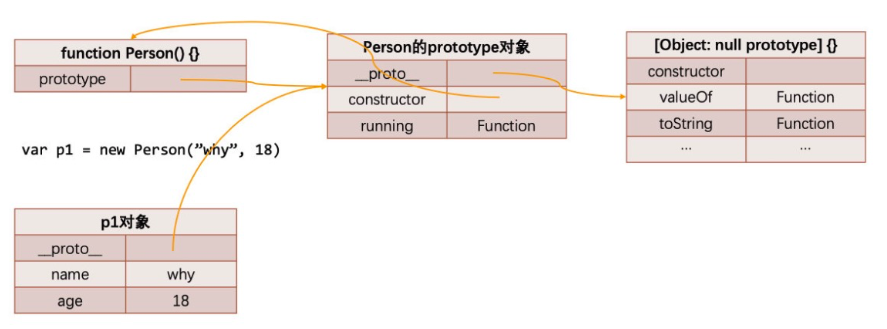 function Person() {}
prototype
Person的prototype对象
__proto__
constructor
running Function
[Object: null prototype] {}
constructor
valueOf Function
toString Function
... ...
var p1 = new Person(”why”, 18)
p1对象
__proto__
name why
age 18